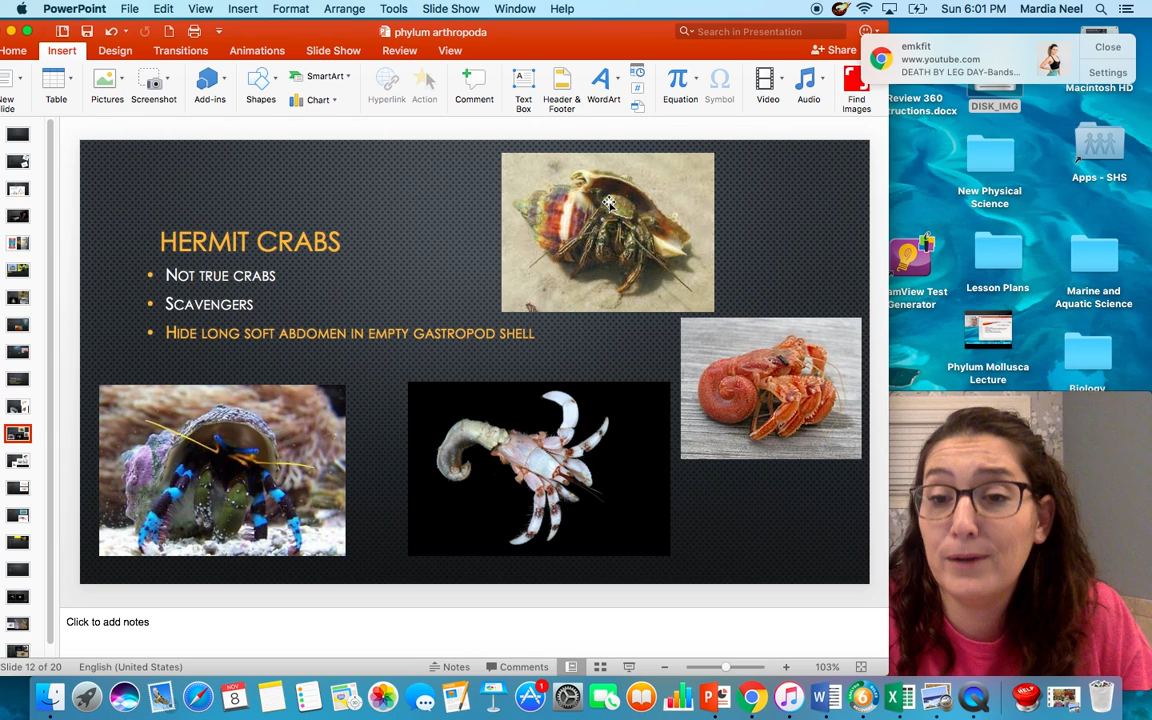 PowerPoint File Edit View Insert Format Arrange Tools Slide Show Window Help Sun 6:01 PM Mardia Neel
phylum arthropoda
Search in Presentation
Home Insert Design Transitions Animations Slide Show Review View Share
emkfit
www.youtube.com
DEATH BY LEG DAY-Bands...
Close
Settings
SmartArt
Chart
Table Pictures Screenshot Add-ins Shapes Hyperlink Action Comment Text Box Header & Footer WordArt Equation Symbol Video Audio Find Images
Review 360
DISK_IMG
Macintosh HD
New Physical
Science
Apps - SHS
HERMIT CRABS
• NOT TRUE CRABS
• SCAVENGERS
• HIDE LONG SOFT ABDOMEN IN EMPTY GASTROPOD SHELL
Generator
Lesson Plans
Marine and
Aquatic Science
Phylum Mollusca
Lecture
Biology
Click to add notes
Slide 12 of 20 English (United States) Notes Comments 103%
NOV
8
1
6
HELP